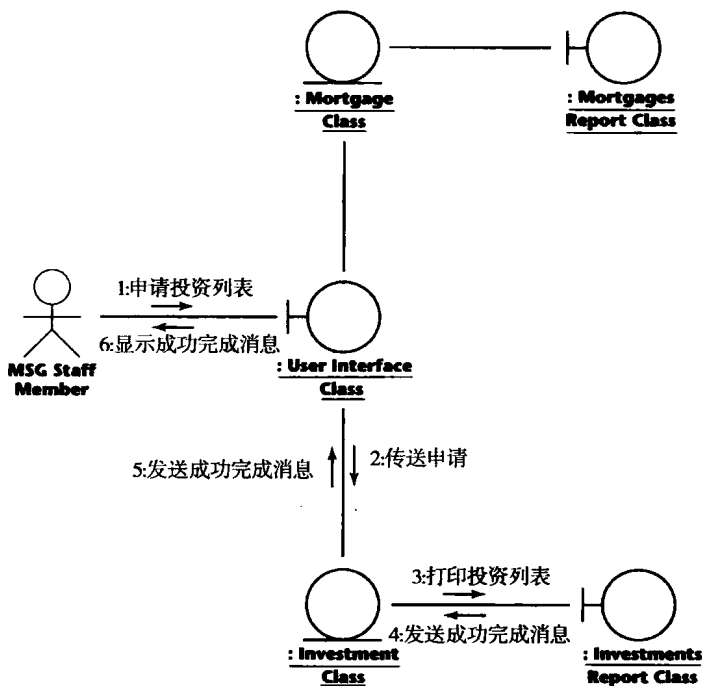 : Mortgage
Class
: Mortgages
Report Class
1:申请投资列表
6:显示成功完成消息
MSG Staff
Member
: User Interface
Class
5:发送成功完成消息
2:传送申请
3:打印投资列表
4:发送成功完成消息
: Investment
Class
: Investments
Report Class